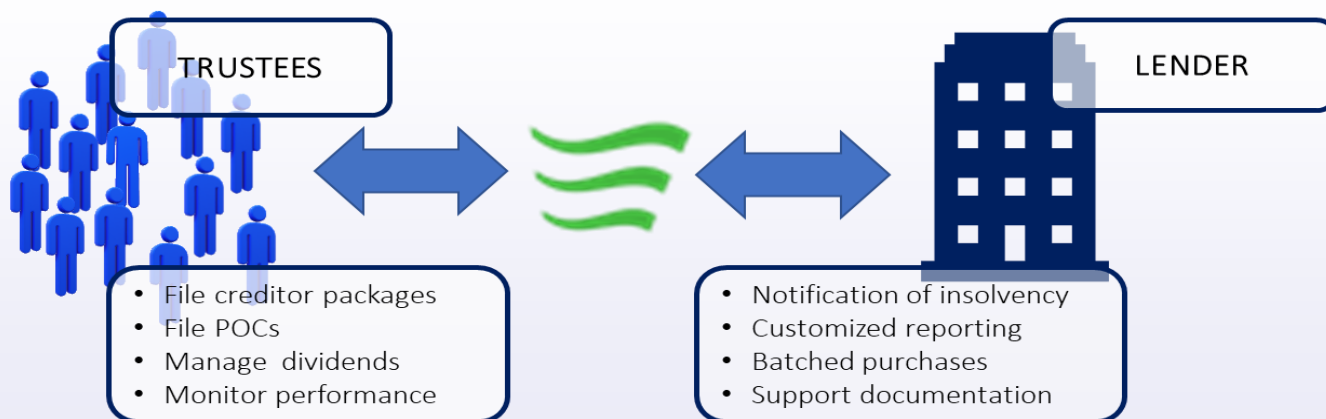 TRUSTEES
LENDER
• File creditor packages
• File POCs
• Manage dividends
• Monitor performance
• Notification of insolvency
• Customized reporting
• Batched purchases
• Support documentation